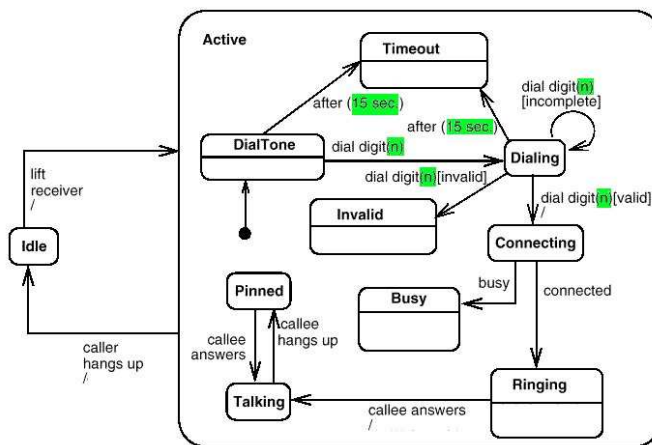 Active
Timeout
dial digit(n)
[incomplete]
after (15 sec.)
after (15 sec.)
DialTone
dial digit(n)
Dialing
lift
receiver
/
dial digit(n)[invalid]
dial digit(n)[valid]
/
Invalid
Idle
Connecting
busy
connected
Pinned
Busy
callee
answers
callee
hangs up
caller
hangs up
/
Talking
callee answers
/
Ringing